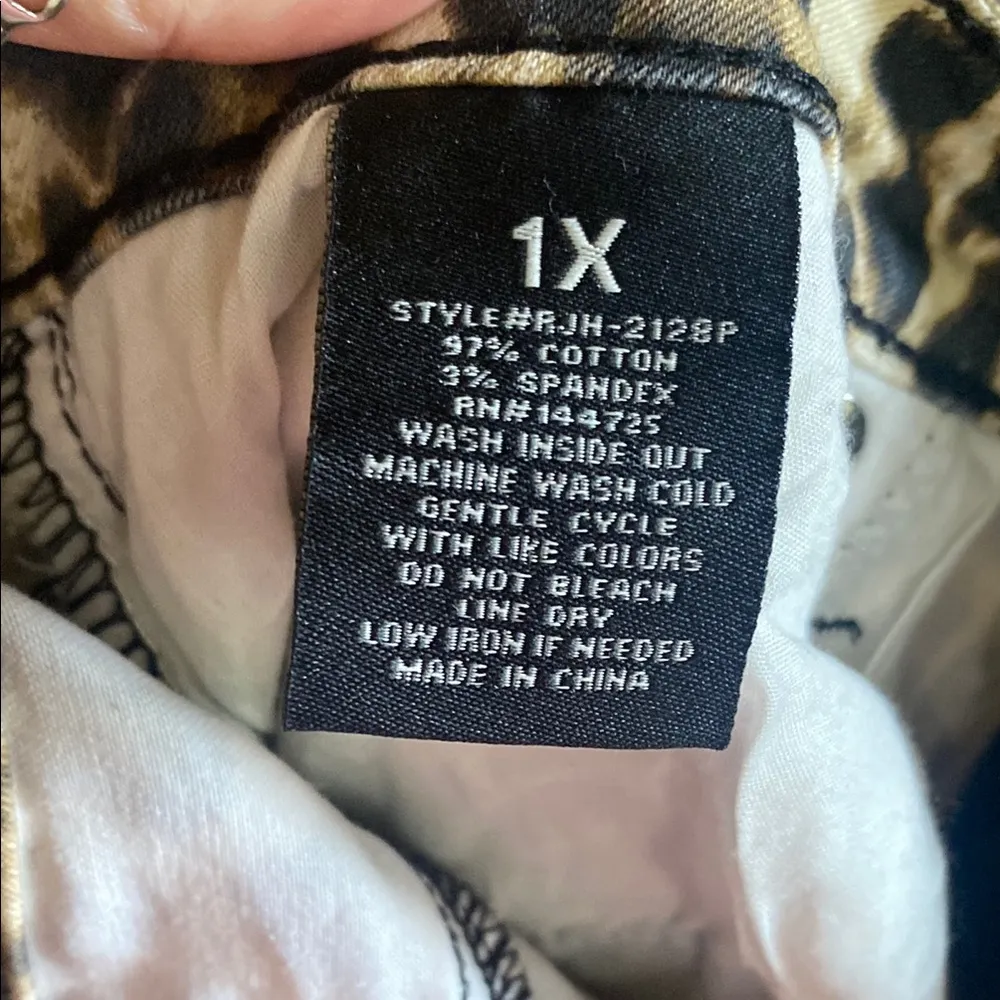 1X
STYLE#RJH-2128P
97% COTTON
3% SPANDEX
RN#144725
WASH INSIDE OUT
MACHINE WASH COLD
GENTLE CYCLE
WITH LIKE COLORS
DO NOT BLEACH
LINE DRY
LOW IRON IF NEEDED
MADE IN CHINA